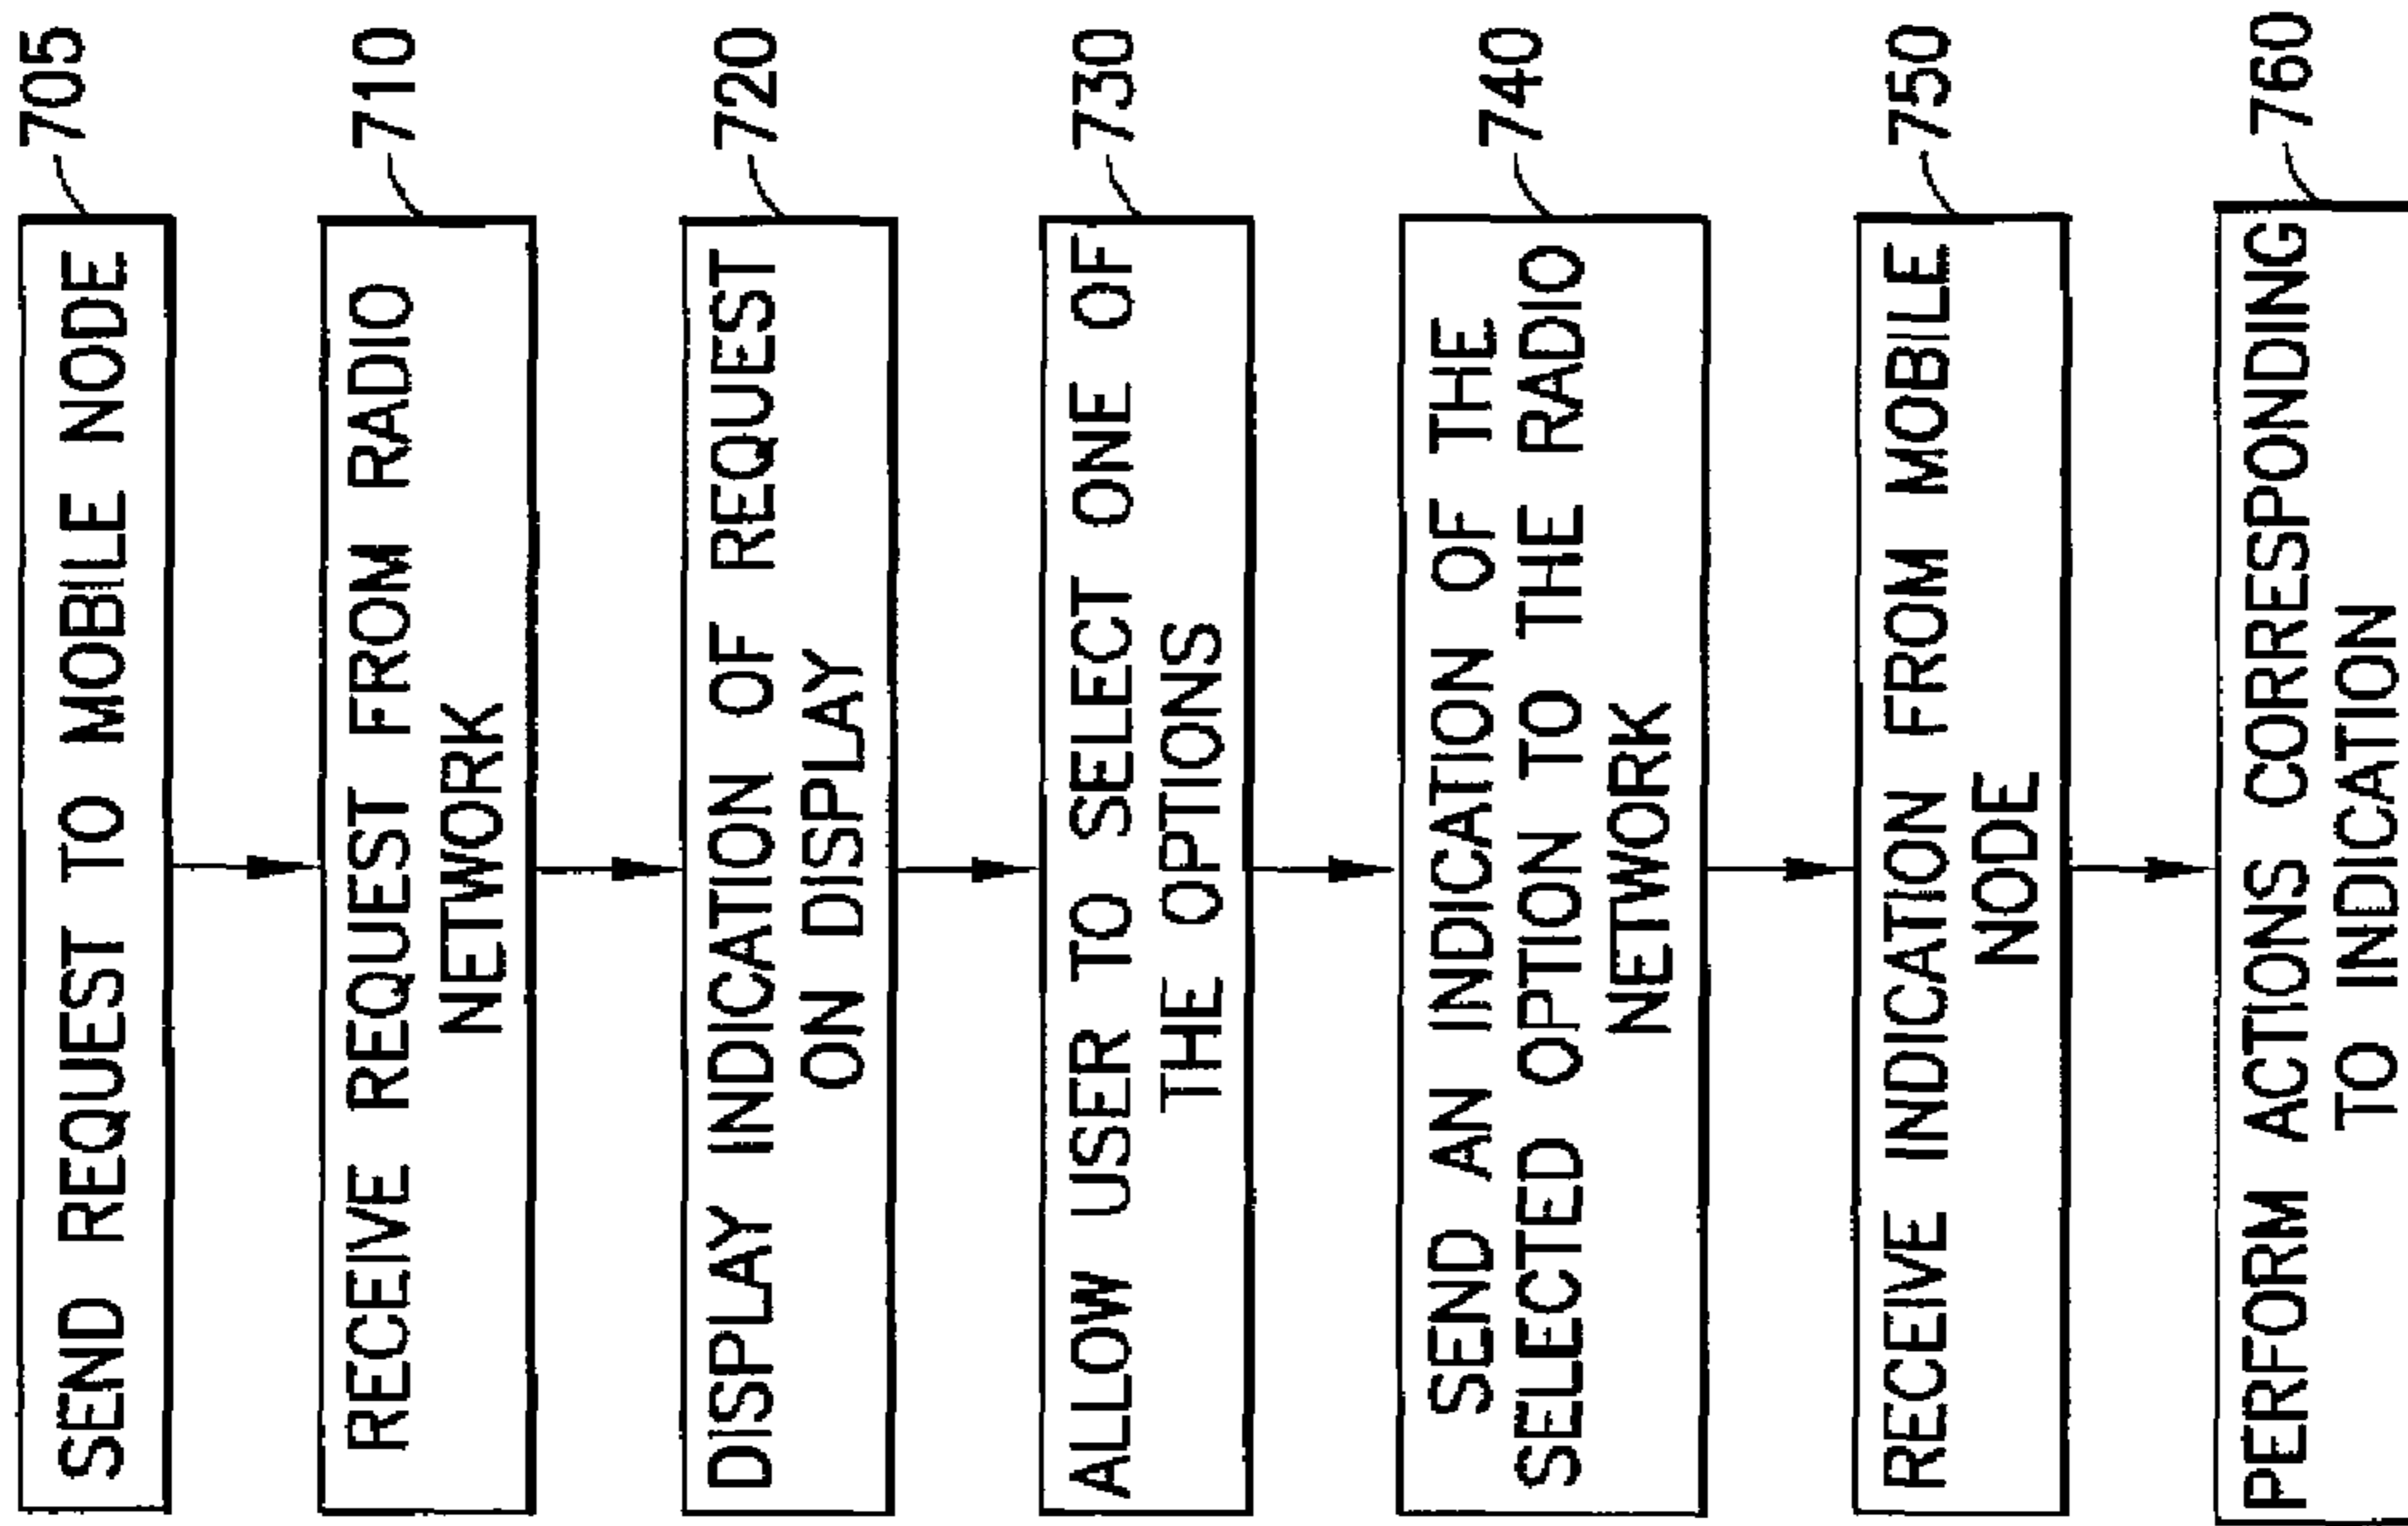 705
SEND REQUEST TO MOBILE NODE
710
RECEIVE REQUEST FROM RADIO
NETWORK
720
DISPLAY INDICATION OF REQUEST
ON DISPLAY
730
ALLOW USER TO SELECT ONE OF
THE OPTIONS
740
SEND AN INDICATION OF THE
SELECTED OPTION TO THE RADIO
NETWORK
750
RECEIVE INDICATION FROM MOBILE
NODE
760
PERFORM ACTIONS CORRESPONDING
TO INDICATION